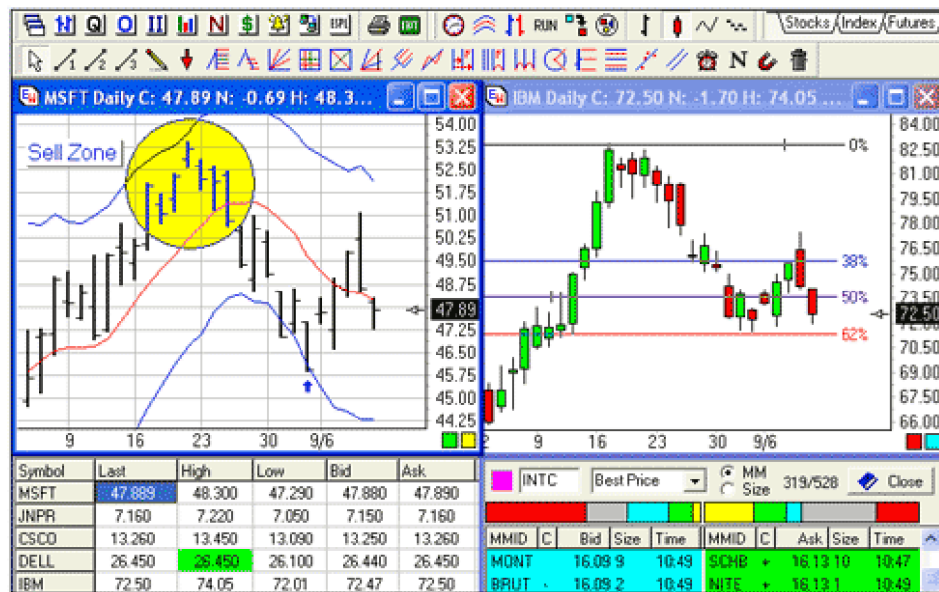 RUN
ESPN
Stocks Index Futures
N
MSFT Daily C: 47.89 N: -0.69 H: 48.3...
IBM Daily C: 72.50 N: -1.70 H: 74.05 ...
Sell Zone
54.00
53.25
52.50
51.75
51.00
50.25
49.50
48.75
47.89
47.25
46.50
45.75
45.00
44.25
9 16 23 30 9/6
84.00
82.50
81.00
79.50
78.00
76.50
75.00
73.50
72.50
70.50
69.00
67.50
66.00
0%
38%
50%
62%
2 9 16 23 30 9/6
Symbol Last High Low Bid Ask
MSFT 47.889 48.300 47.290 47.880 47.890
JNPR 7.160 7.220 7.050 7.150 7.160
CSCO 13.260 13.450 13.090 13.250 13.260
DELL 26.450 26.450 26.100 26.440 26.450
IBM 72.50 74.05 72.01 72.47 72.50
INTC Best Price MM Size 319/528 Close
MMID C Bid Size Time MMID C Ask Size Time
MONT 16.09 9 10:49 SCHB + 16.13 10 10:47
BRUT 16.09 2 10:49 NITE + 16.13 1 10:49